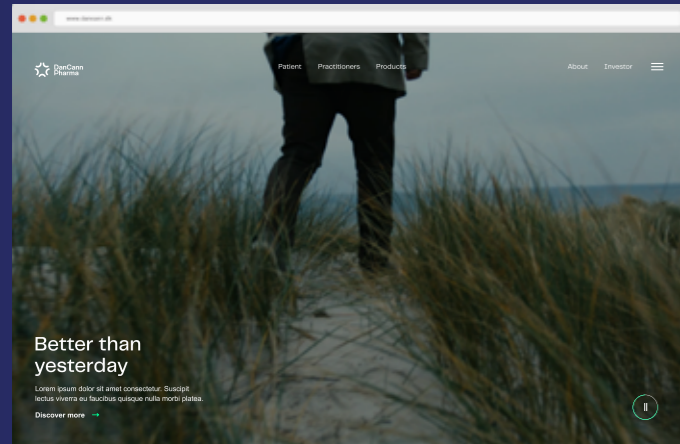 DanCann
Pharma
Patient
Practitioners
Products
About
Investor
Better than
yesterday
Lorem ipsum dolor sit amet consectetur. Suscipit
lectus viverra eu faucibus quisque nulla morbi platea.
Discover more